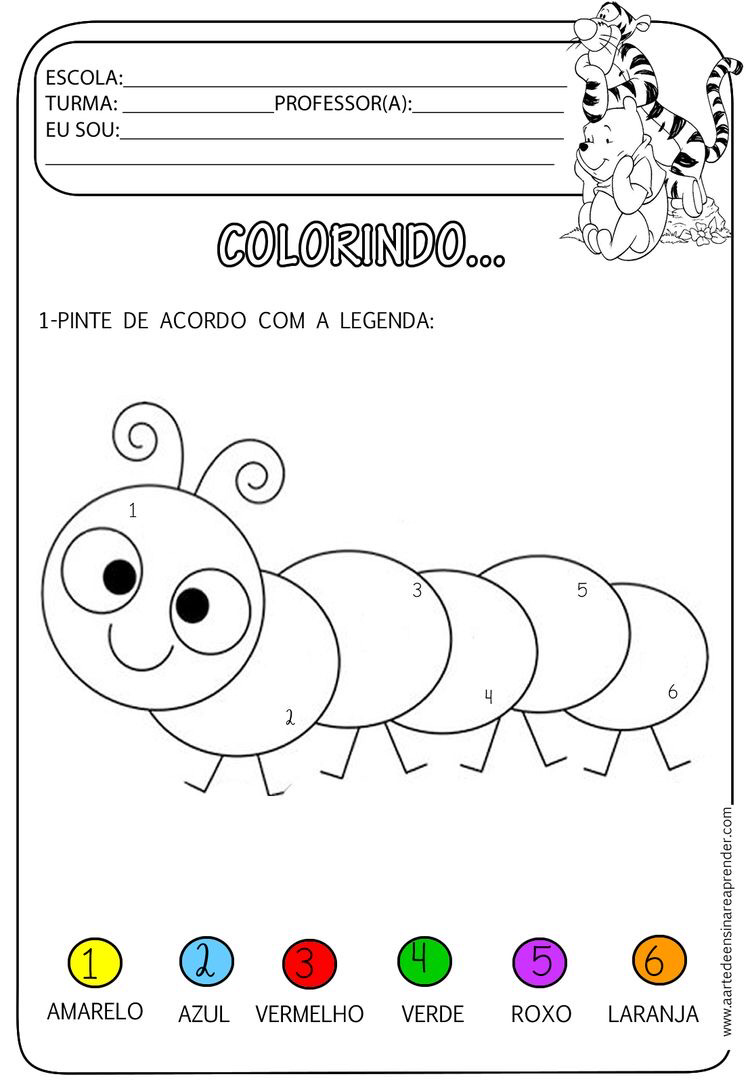 ESCOLA:
TURMA: PROFESSOR(A):
EU SOU:
COLORINDO...
1-PINTE DE ACORDO COM A LEGENDA:
1
2
3
4
5
6
1 2 3 4 5 6
AMARELO AZUL VERMELHO VERDE ROXO LARANJA
www.aartedeensinareaprender.com